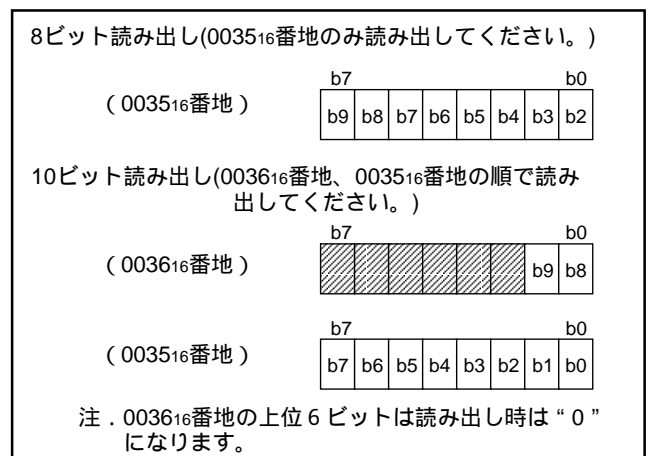 8ビット読み出し(003516番地のみ読み出してください。)
b7 b0
(003516番地) b9 b8 b7 b6 b5 b4 b3 b2
10ビット読み出し(003616番地、003516番地の順で読み
出してください。)
b7 b0
(003616番地) b9 b8
b7 b0
(003516番地) b7 b6 b5 b4 b3 b2 b1 b0
注.003616番地の上位6ビットは読み出し時は“0”
になります。